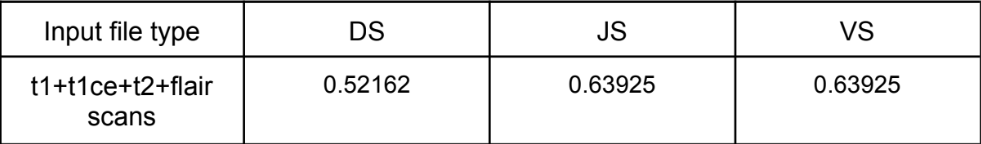 Input file type DS JS VS
t1+t1ce+t2+flair 0.52162 0.63925 0.63925
scans